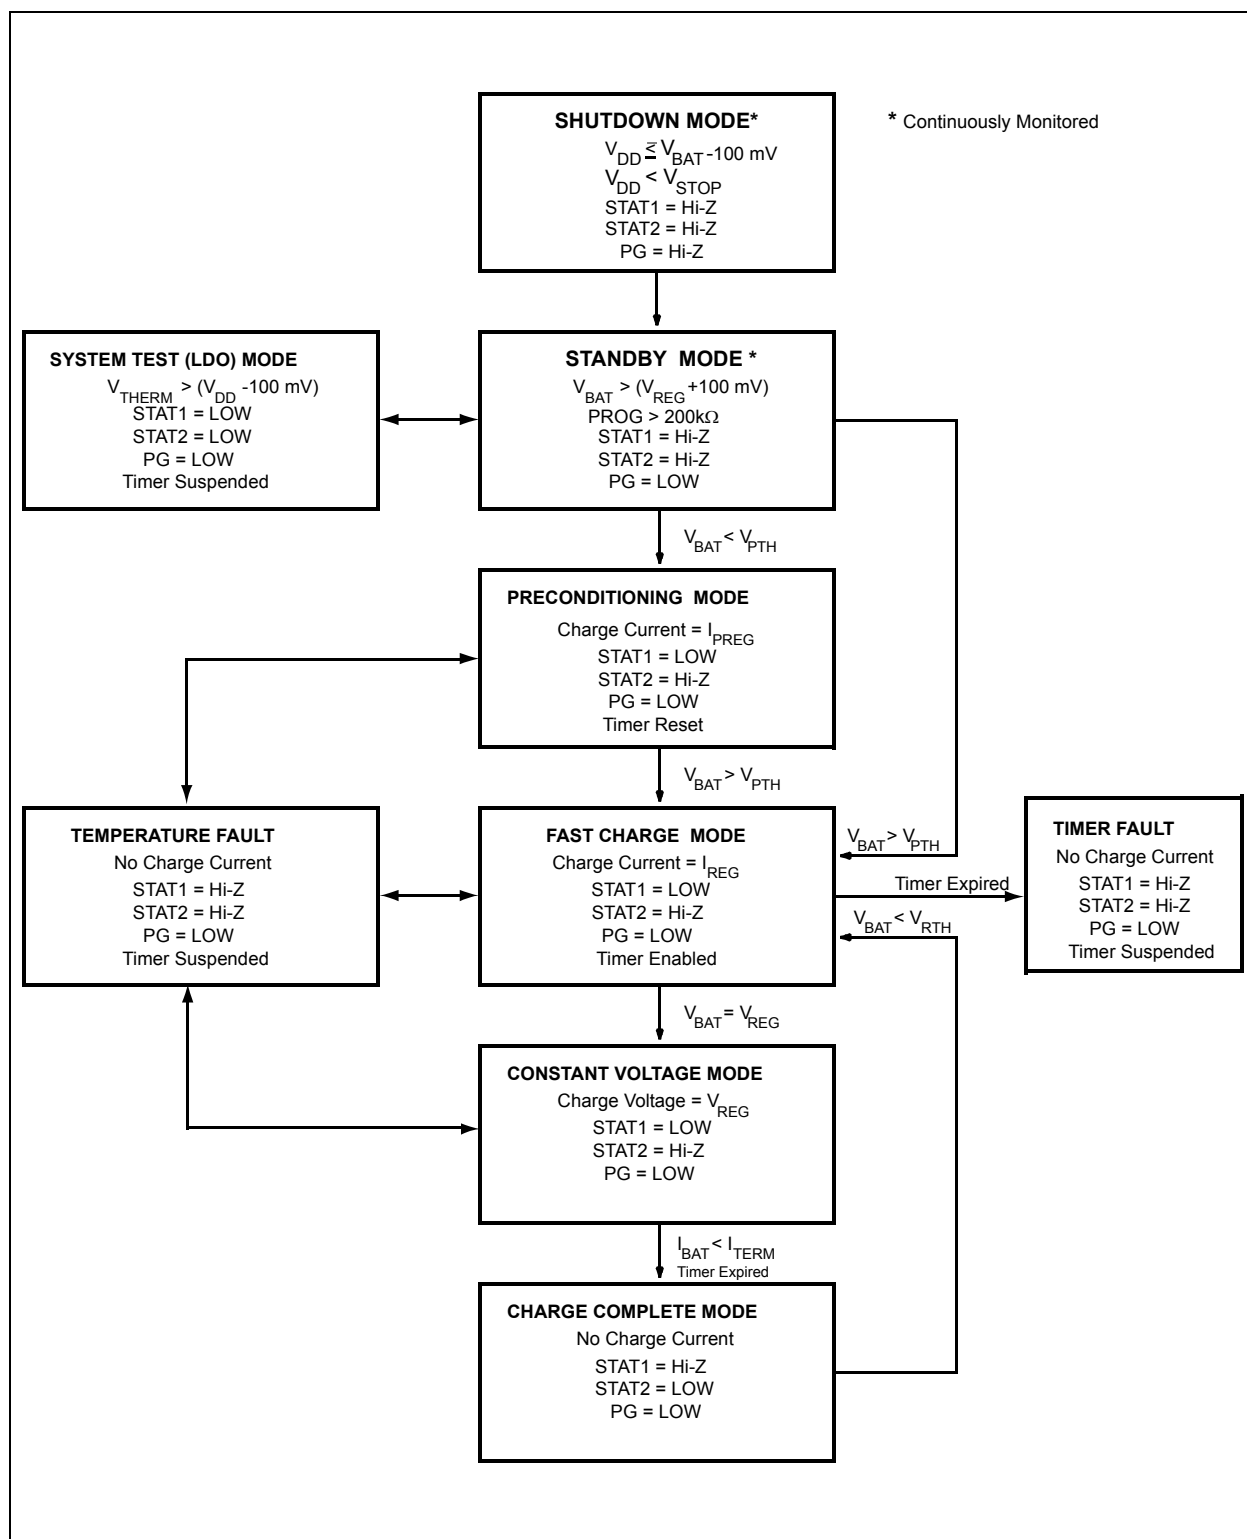 SHUTDOWN MODE*
VDD ≤ VBAT -100 mV
VDD < VSTOP
STAT1 = Hi-Z
STAT2 = Hi-Z
PG = Hi-Z
* Continuously Monitored
SYSTEM TEST (LDO) MODE
VTHERM > (VDD -100 mV)
STAT1 = LOW
STAT2 = LOW
PG = LOW
Timer Suspended
STANDBY MODE *
VBAT > (VREG +100 mV)
PROG > 200kΩ
STAT1 = Hi-Z
STAT2 = Hi-Z
PG = LOW
VBAT < VPTH
PRECONDITIONING MODE
Charge Current = IPREG
STAT1 = LOW
STAT2 = Hi-Z
PG = LOW
Timer Reset
VBAT > VPTH
TEMPERATURE FAULT
No Charge Current
STAT1 = Hi-Z
STAT2 = Hi-Z
PG = LOW
Timer Suspended
FAST CHARGE MODE
Charge Current = IREG
STAT1 = LOW
STAT2 = Hi-Z
PG = LOW
Timer Enabled
VBAT > VPTH
Timer Expired
VBAT < VRTH
TIMER FAULT
No Charge Current
STAT1 = Hi-Z
STAT2 = Hi-Z
PG = LOW
Timer Suspended
VBAT = VREG
CONSTANT VOLTAGE MODE
Charge Voltage = VREG
STAT1 = LOW
STAT2 = Hi-Z
PG = LOW
IBAT < ITERM
Timer Expired
CHARGE COMPLETE MODE
No Charge Current
STAT1 = Hi-Z
STAT2 = LOW
PG = LOW